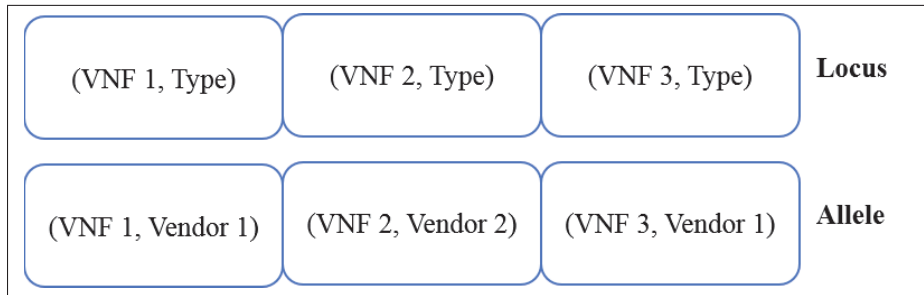 (VNF 1, Type) (VNF 2, Type) (VNF 3, Type) Locus
(VNF 1, Vendor 1) (VNF 2, Vendor 2) (VNF 3, Vendor 1) Allele